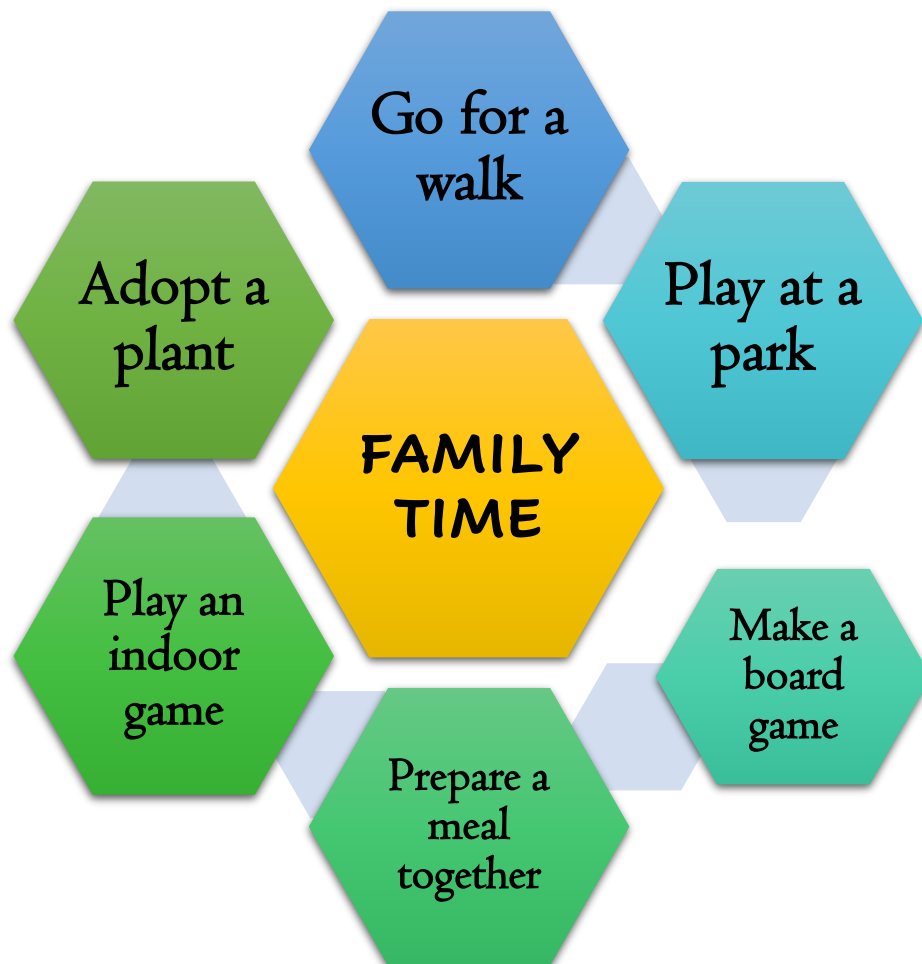 Go for a
walk
Play at a
park
Make a
board
game
Prepare a
meal
together
Play an
indoor
game
Adopt a
plant
FAMILY
TIME